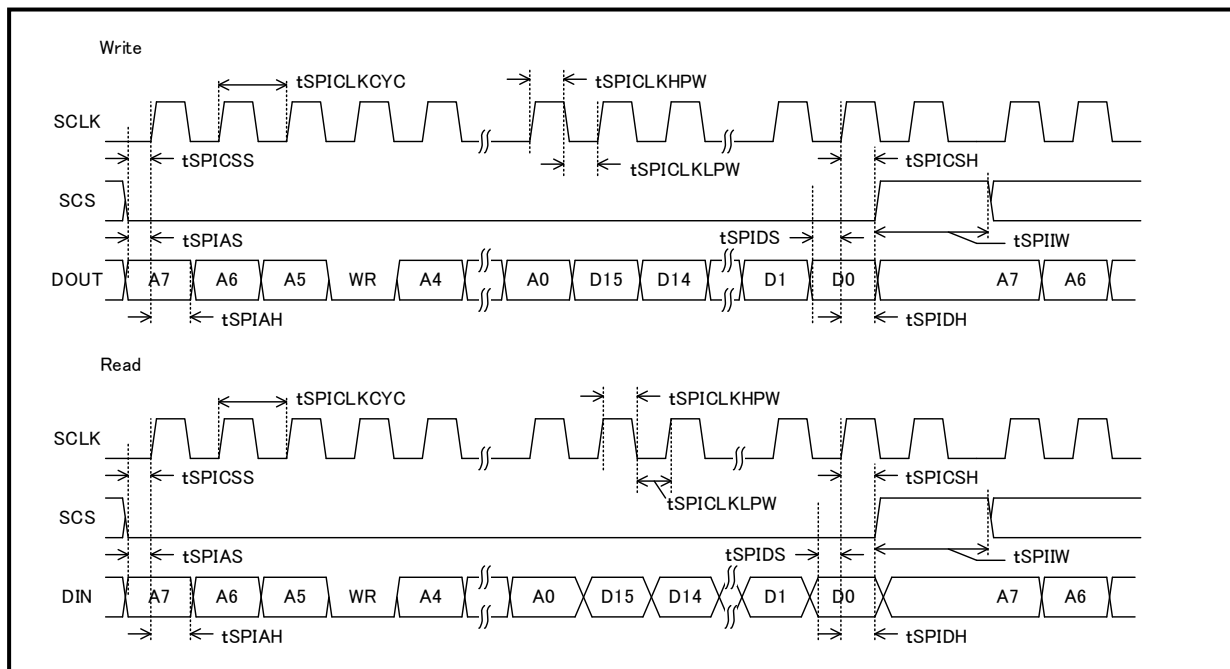 Write
tSPICLKCYC
tSPICLKHPW
SCLK
tSPICSS
tSPICLKLPW
tSPICSH
SCS
tSPIAS
tSPIDS
tSPIIW
DOUT A7 A6 A5 WR A4 A0 D15 D14 D1 D0 A7 A6
tSPIAH
tSPIDH
Read
tSPICLKCYC
tSPICLKHPW
SCLK
tSPICSS
tSPICSH
tSPICLKLPW
SCS
tSPIAS
tSPIDS
tSPIIW
DIN A7 A6 A5 WR A4 A0 D15 D14 D1 D0 A7 A6
tSPIAH
tSPIDH